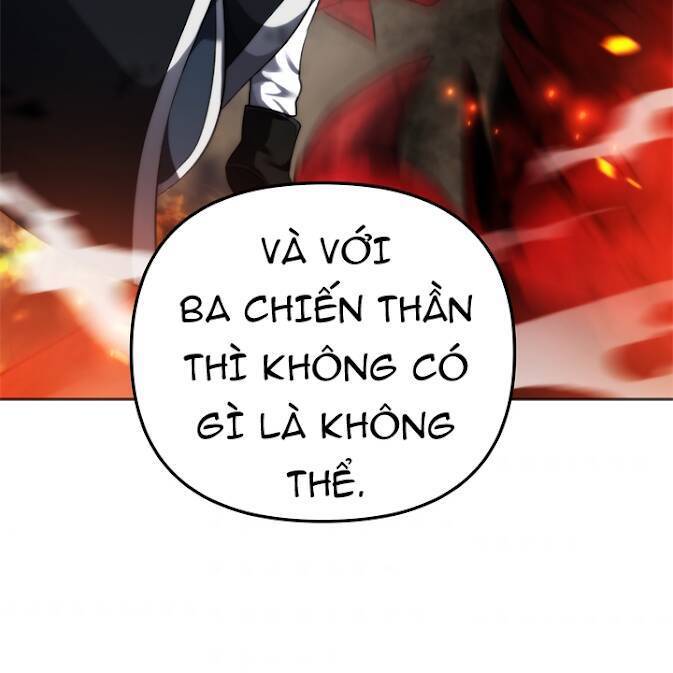 VÀ VỚI
BA CHIẾN THẦN
THÌ KHÔNG CÓ
GÌ LÀ KHÔNG
THỂ.